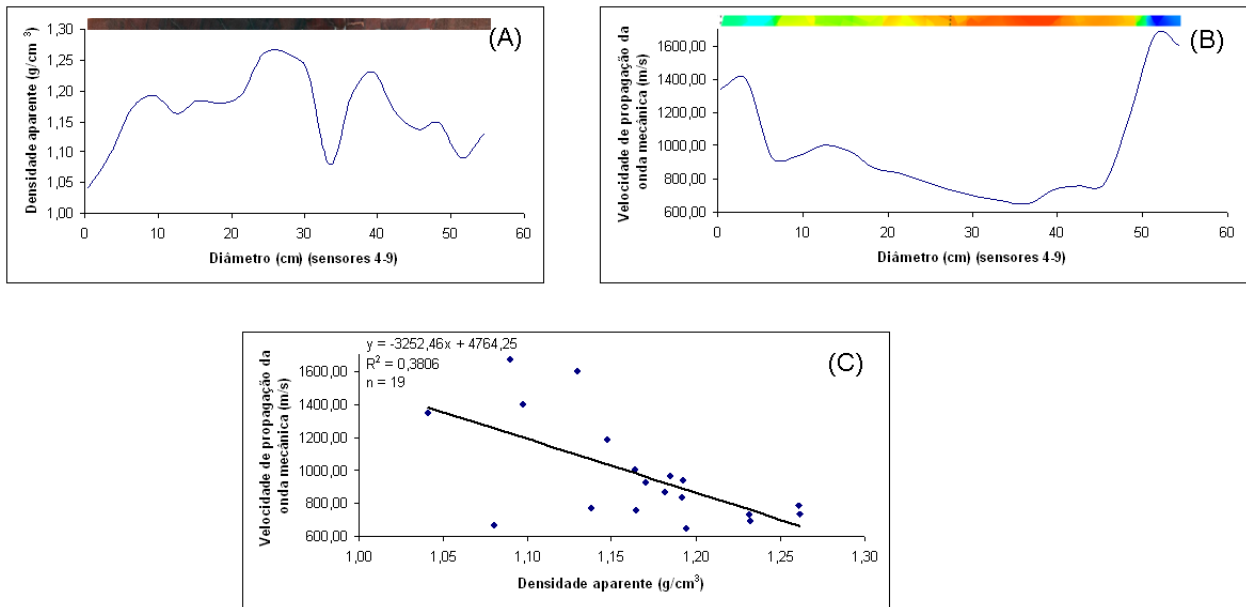 (A)
Densidade aparente (g/cm³)
1,30
1,25
1,20
1,15
1,10
1,05
1,00
0 10 20 30 40 50 60
Diámetro (cm) (sensores 4-9)
(B)
Velocidade de propagação da
onda mecánica (m/s)
1600,00
1400,00
1200,00
1000,00
800,00
600,00
0 10 20 30 40 50 60
Diámetro (cm) (sensores 4-9)
(C)
y = -3252,46x + 4764,25
R² = 0,3806
n = 19
Velocidade de propagação da
onda mecánica (m/s)
1600,00
1400,00
1200,00
1000,00
800,00
600,00
1,00 1,05 1,10 1,15 1,20 1,25 1,30
Densidade aparente (g/cm³)